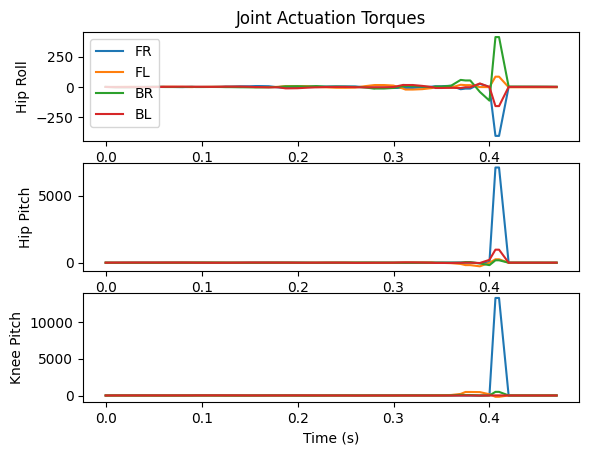 Joint Actuation Torques
Hip Roll
250
0
−250
FR
FL
BR
BL
0.0 0.1 0.2 0.3 0.4
Hip Pitch
5000
0
0.0 0.1 0.2 0.3 0.4
Knee Pitch
10000
5000
0
0.0 0.1 0.2 0.3 0.4
Time (s)